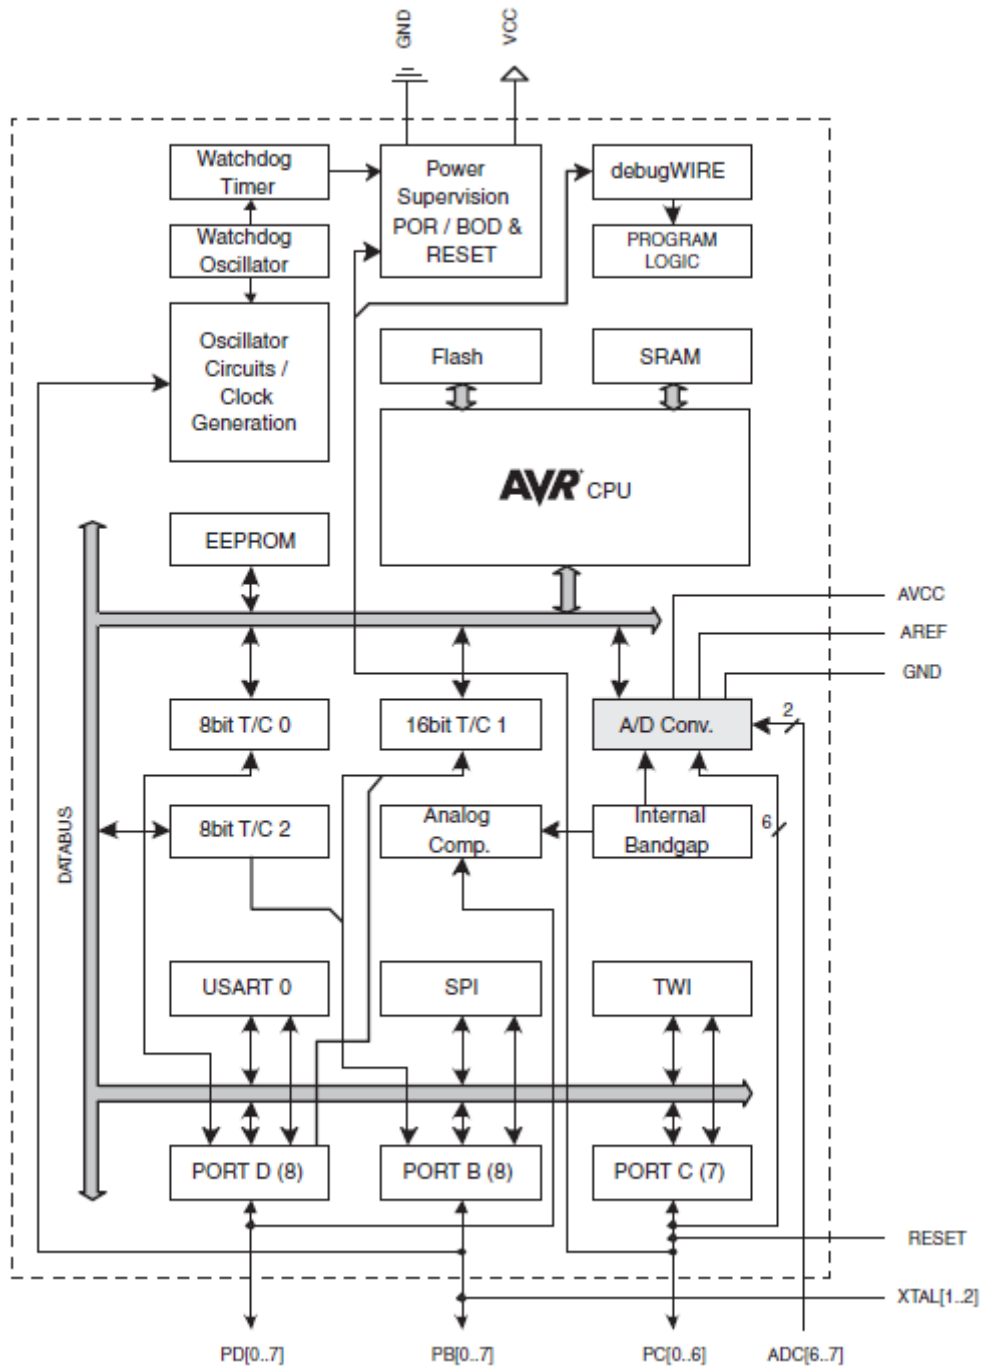 GND
VCC
Watchdog
Timer
Power
Supervision
POR / BOD &
RESET
debugWIRE
Watchdog
Oscillator
PROGRAM
LOGIC
Oscillator
Circuits /
Clock
Generation
Flash
SRAM
AVR CPU
EEPROM
AVCC
AREF
GND
8bit T/C 0
16bit T/C 1
A/D Conv.
2
DATABUS
8bit T/C 2
Analog
Comp.
Internal
Bandgap
6
USART 0
SPI
TWI
PORT D (8)
PORT B (8)
PORT C (7)
RESET
XTAL[1..2]
PD[0..7]
PB[0..7]
PC[0..6]
ADC[6..7]